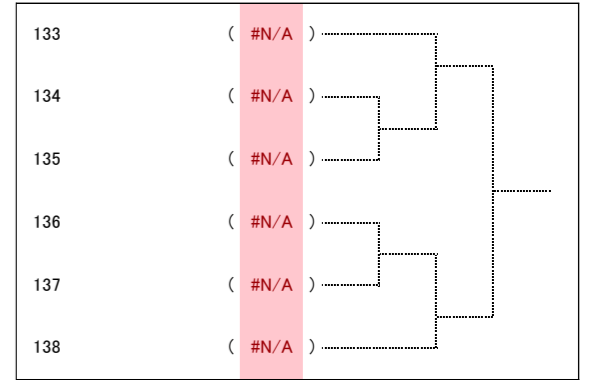 133 ( #N/A )
134 ( #N/A )
135 ( #N/A )
136 ( #N/A )
137 ( #N/A )
138 ( #N/A )